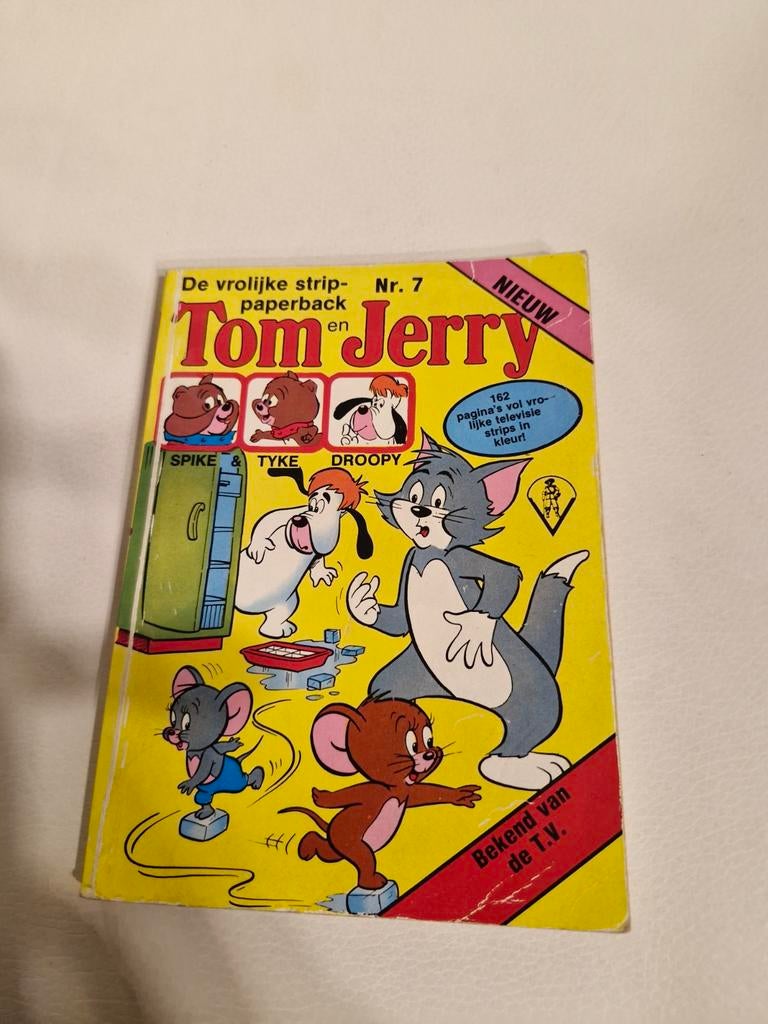 De vrolijke strip-
paperback
Nr. 7
NIEUW
Tom en Jerry
162
pagina's vol vro-
lijke televisie
strips in
kleur!
SPIKE & TYKE DROOPY
Bekend van
de T.V.